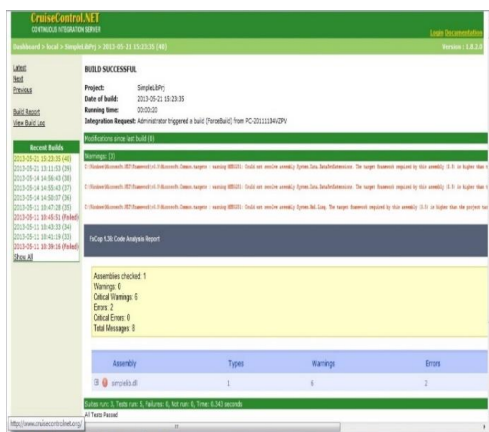 CruiseControl.NET
CONTINUOUS INTEGRATION SERVER
Login Documentation
Dashboard > local > SimpleLibPrj > 2013-05-21 15:23:35 (40)
Version : 1.8.2.0
Latest
Next
Previous
Build Report
View Build Log
Recent Builds
2013-05-21 15:23:35 (40)
2013-05-21 13:11:53 (39)
2013-05-14 14:56:43 (38)
2013-05-14 14:55:43 (37)
2013-05-14 14:50:07 (36)
2013-05-11 10:47:28 (35)
2013-05-11 10:45:51 (Failed)
2013-05-11 10:43:33 (34)
2013-05-11 10:41:19 (33)
2013-05-11 10:39:16 (Failed)
Show All
BUILD SUCCESSFUL
Project: SimpleLibPrj
Date of build: 2013-05-21 15:23:35
Running time: 00:00:20
Integration Request: Administrator triggered a build (ForceBuild) from PC-20111104VZPV
Modifications since last build (0)
Warnings: (3)
FxCop 1.36 Code Analysis Report
Assemblies checked: 1
Warnings: 0
Critical Warnings: 6
Errors: 2
Critical Errors: 0
Total Messages: 8
Assembly Types Warnings Errors
simplelib.dll 1 6 2
Suites run: 3, Tests run: 5, Failures: 0, Not run: 0, Time: 0.343 seconds
All Tests Passed
http://www.cruisecontrolnet.org/